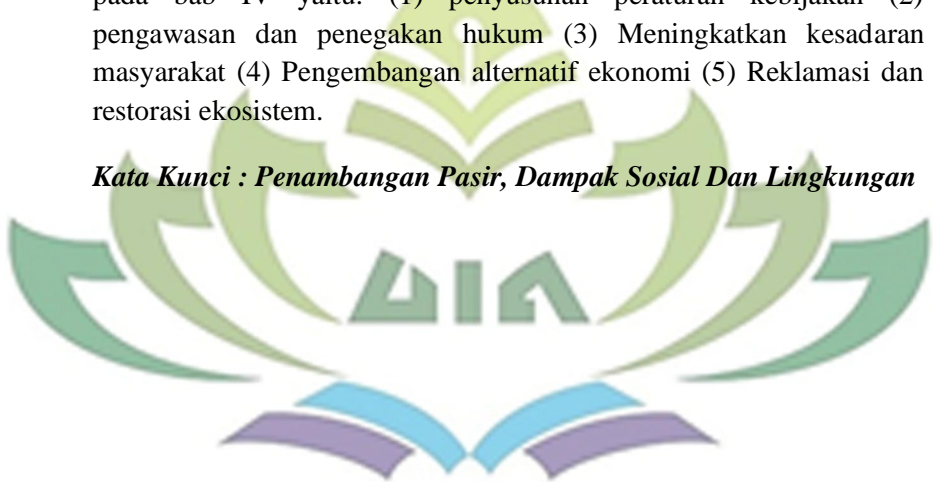 pada bab IV yaitu: (1) penyusunan peraturan kebijakan (2)
pengawasan dan penegakan hukum (3) Meningkatkan kesadaran
masyarakat (4) Pengembangan alternatif ekonomi (5) Reklamasi dan
restorasi ekosistem.
Kata Kunci : Penambangan Pasir, Dampak Sosial Dan Lingkungan
UIN